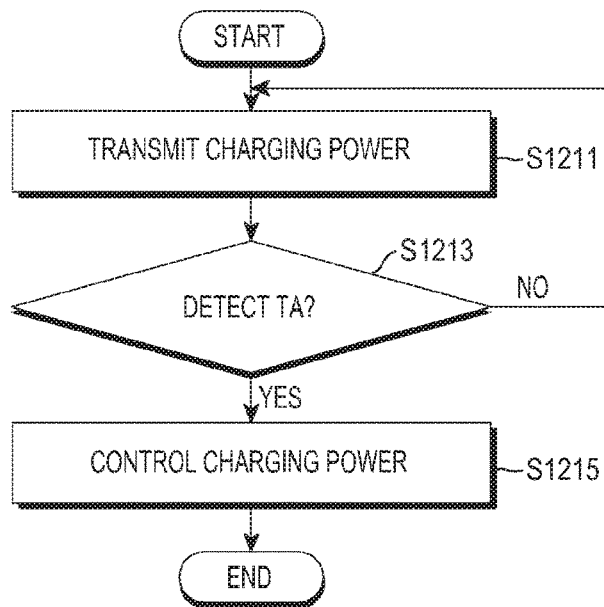 START
TRANSMIT CHARGING POWER
S1211
S1213
DETECT TA?
NO
YES
CONTROL CHARGING POWER
S1215
END